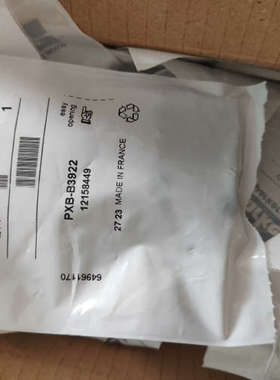 1
easy
opening
PXB-B3922
12158449
27 23 MADE IN FRANCE
64961170